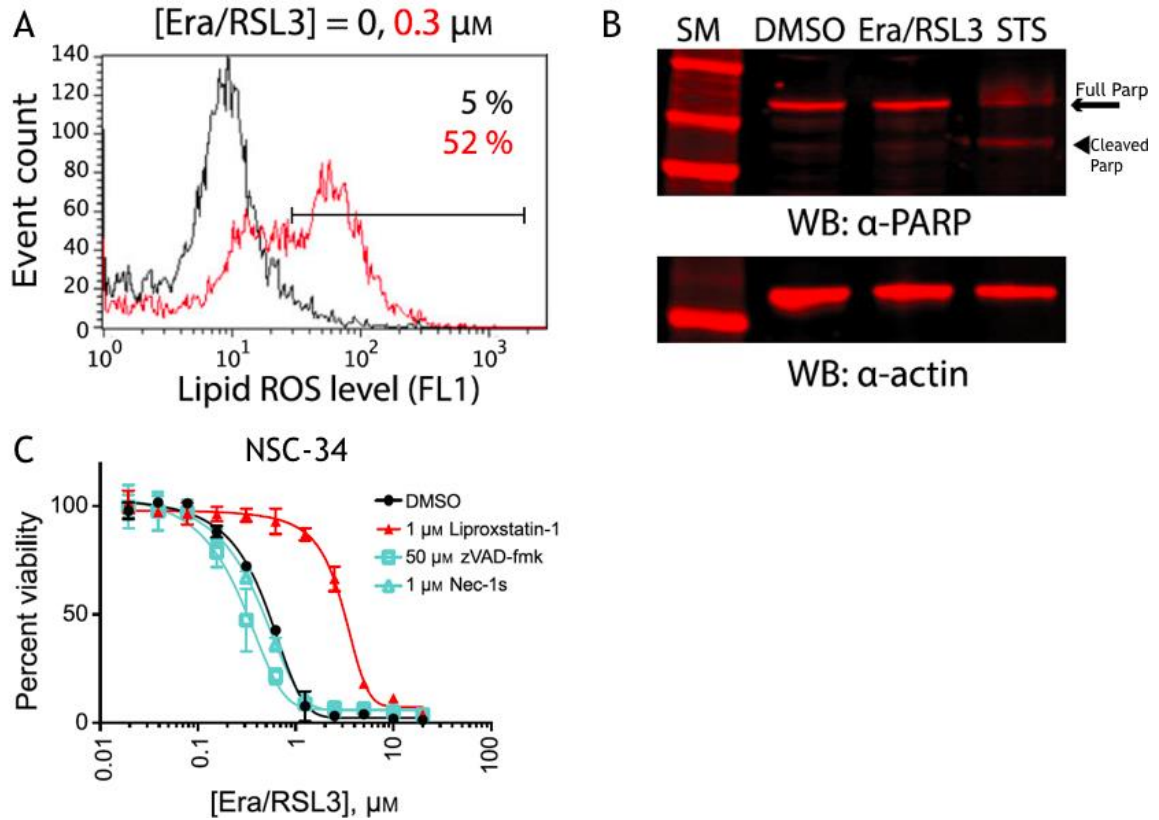 A
[Era/RSL3] = 0, 0.3 µM
140
120
100
80
60
40
20
0
5 %
52 %
10⁰ 10¹ 10² 10³
Event count
Lipid ROS level (FL1)
B
SM DMSO Era/RSL3 STS
Full Parp
Cleaved
Parp
WB: α-PARP
WB: α-actin
C
NSC-34
DMSO
1 µM Liproxstatin-1
50 µM zVAD-fmk
1 µM Nec-1s
100
50
0
Percent viability
0.01 0.1 1 10 100
[Era/RSL3], µM